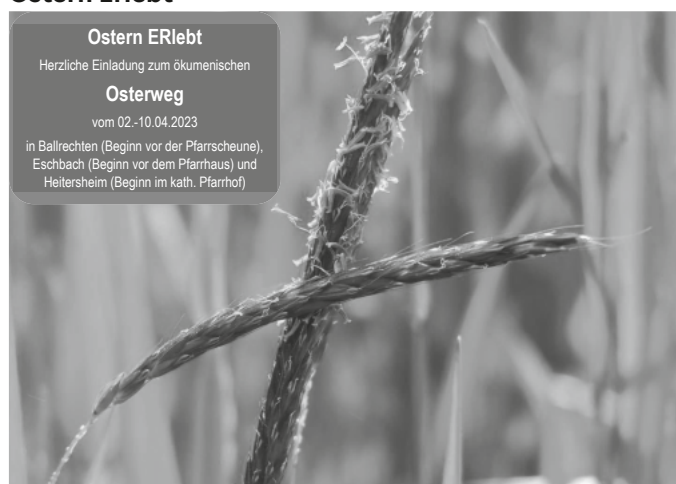 Ostern ERlebt
Herzliche Einladung zum ökumenischen
Osterweg
vom 02.-10.04.2023
in Ballrechten (Beginn vor der Pfarrscheune),
Eschbach (Beginn vor dem Pfarrhaus) und
Heitersheim (Beginn im kath. Pfarrhof)